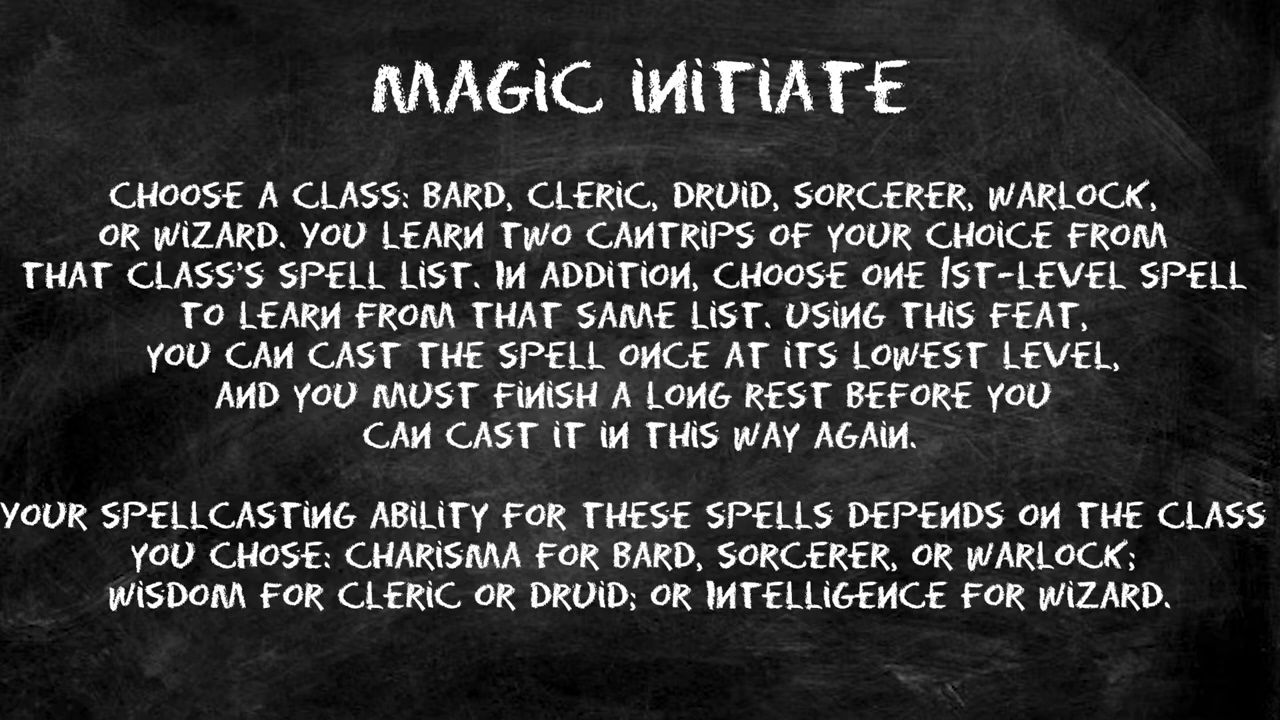 MAGIC INITIATE
CHOOSE A CLASS: BARD, CLERIC, DRUID, SORCERER, WARLOCK,
OR WIZARD. YOU LEARN TWO CANTRIPS OF YOUR CHOICE FROM
THAT CLASS'S SPELL LIST. IN ADDITION, CHOOSE ONE 1ST-LEVEL SPELL
TO LEARN FROM THAT SAME LIST. USING THIS FEAT,
YOU CAN CAST THE SPELL ONCE AT ITS LOWEST LEVEL,
AND YOU MUST FINISH A LONG REST BEFORE YOU
CAN CAST IT IN THIS WAY AGAIN.
YOUR SPELLCASTING ABILITY FOR THESE SPELLS DEPENDS ON THE CLASS
YOU CHOSE: CHARISMA FOR BARD, SORCERER, OR WARLOCK;
WISDOM FOR CLERIC OR DRUID; OR INTELLIGENCE FOR WIZARD.